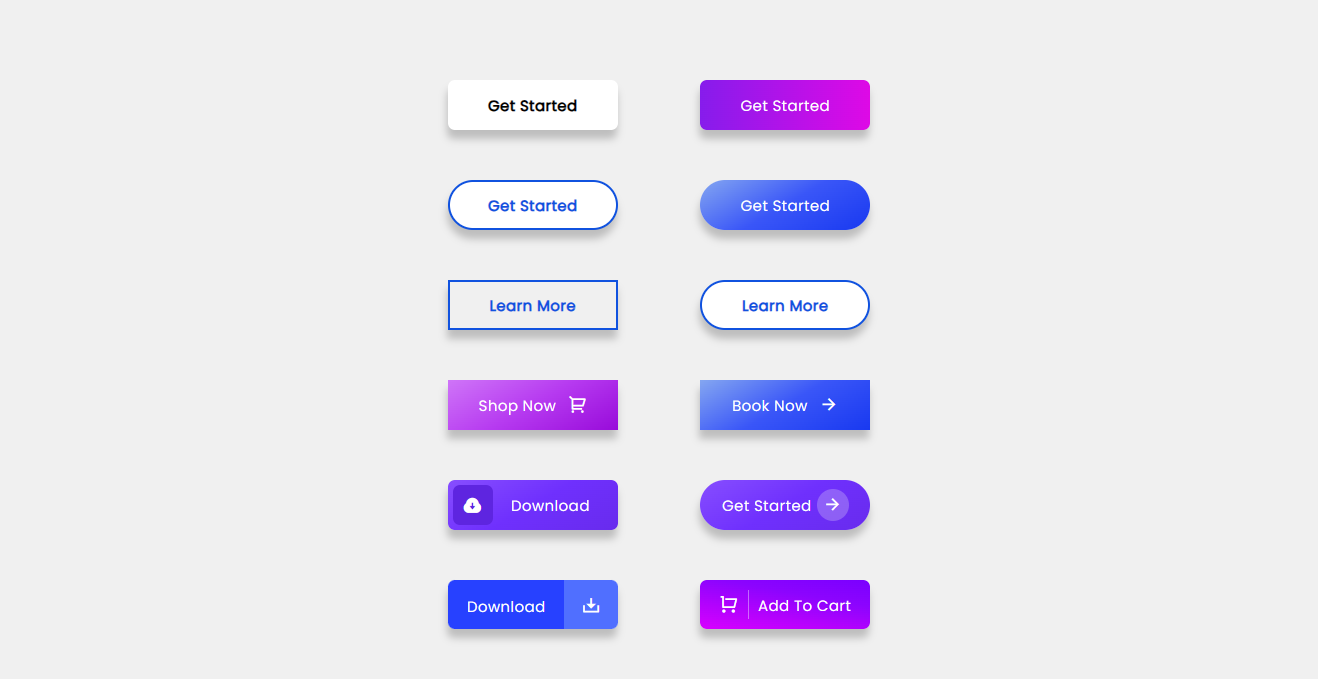 Get Started
Get Started
Get Started
Get Started
Learn More
Learn More
Shop Now
Book Now
Download
Get Started
Download
Add To Cart